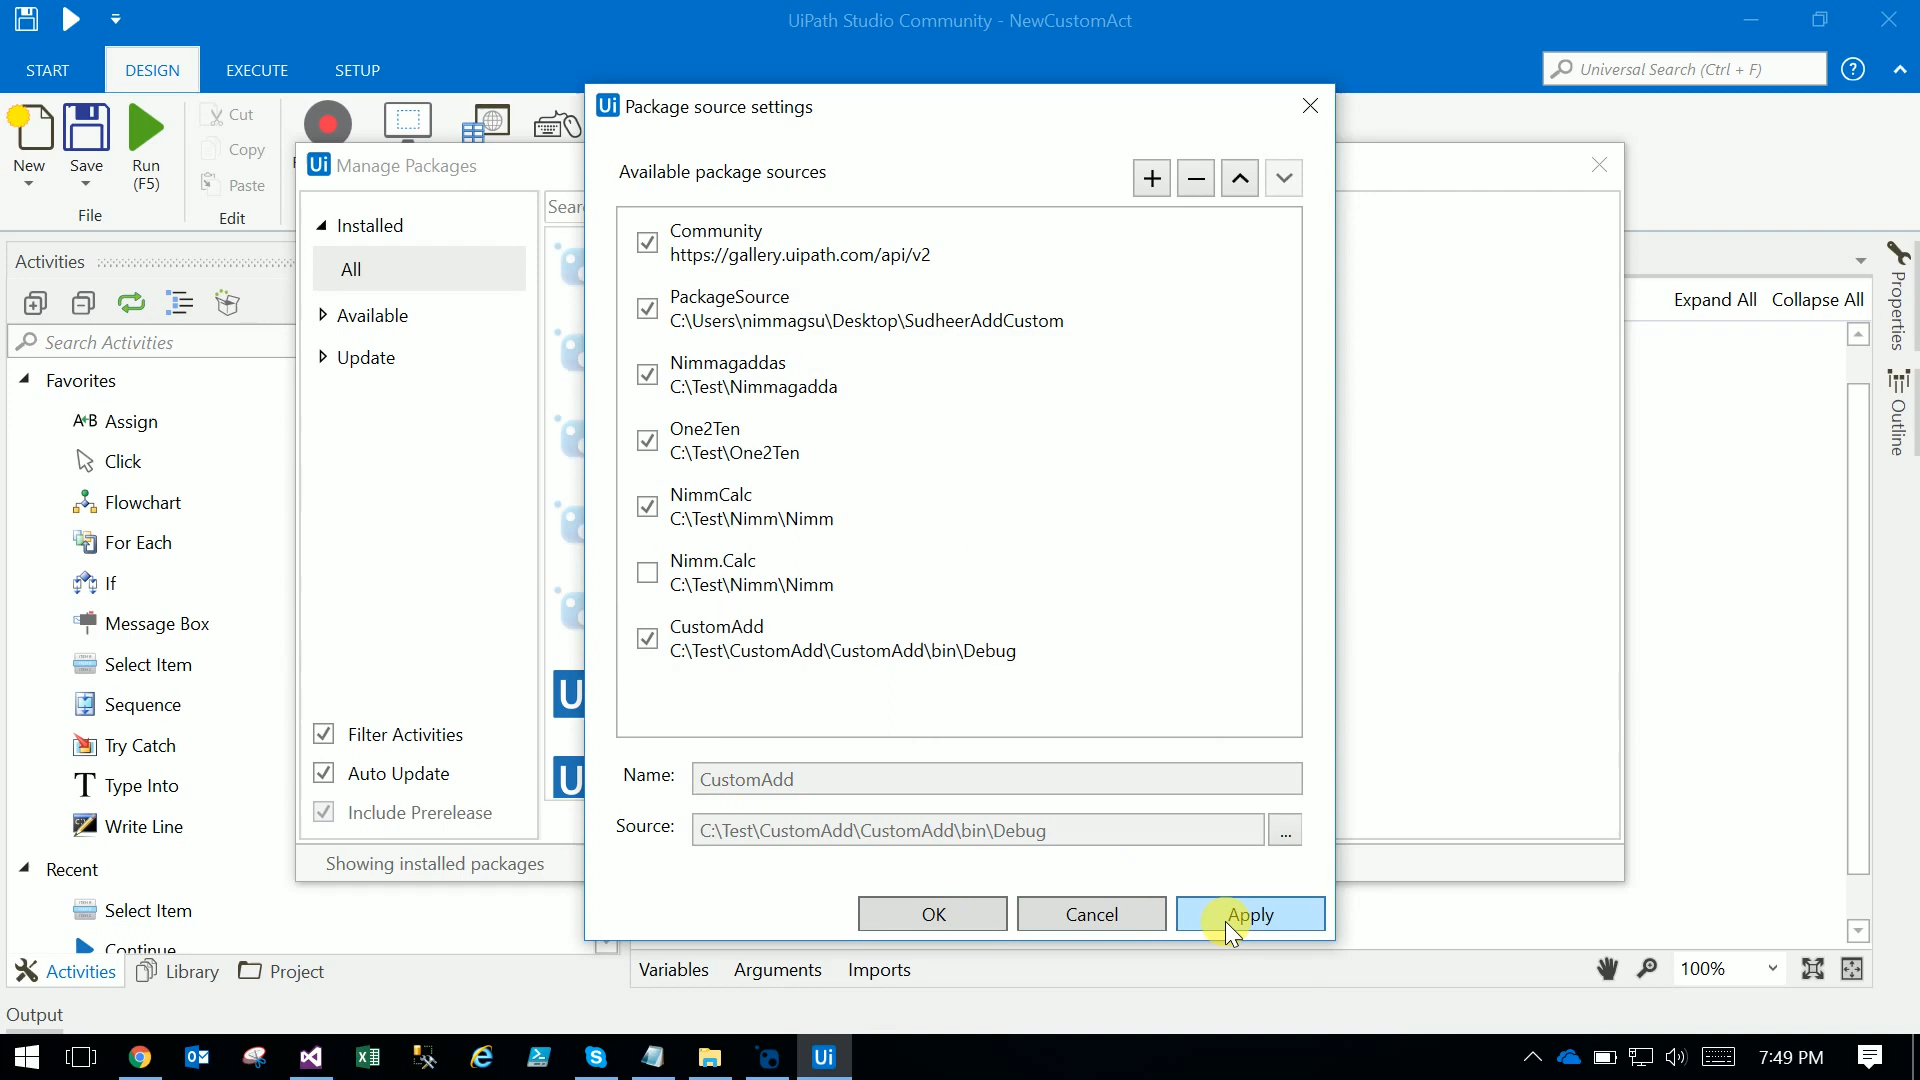 UiPath Studio Community - NewCustomAct
START
DESIGN
EXECUTE
SETUP
Universal Search (Ctrl + F)
New
Save
Run
(F5)
File
Cut
Copy
Paste
Edit
Ui Package source settings
Available package sources
Community
https://gallery.uipath.com/api/v2
PackageSource
C:\Users\nimmagsu\Desktop\SudheerAddCustom
Nimmagaddas
C:\Test\Nimmagadda
One2Ten
C:\Test\One2Ten
NimmCalc
C:\Test\Nimm\Nimm
Nimm.Calc
C:\Test\Nimm\Nimm
CustomAdd
C:\Test\CustomAdd\CustomAdd\bin\Debug
Name: CustomAdd
Source: C:\Test\CustomAdd\CustomAdd\bin\Debug ...
OK
Cancel
Apply
Ui Manage Packages
Installed
All
Available
Update
Filter Activities
Auto Update
Include Prerelease
Showing installed packages
Activities
Search Activities
Favorites
A+B Assign
Click
Flowchart
For Each
If
Message Box
Select Item
Sequence
Try Catch
Type Into
Write Line
Recent
Select Item
Continue
Activities
Library
Project
Expand All
Collapse All
Properties
Outline
Variables
Arguments
Imports
100%
Output
Ui
7:49 PM